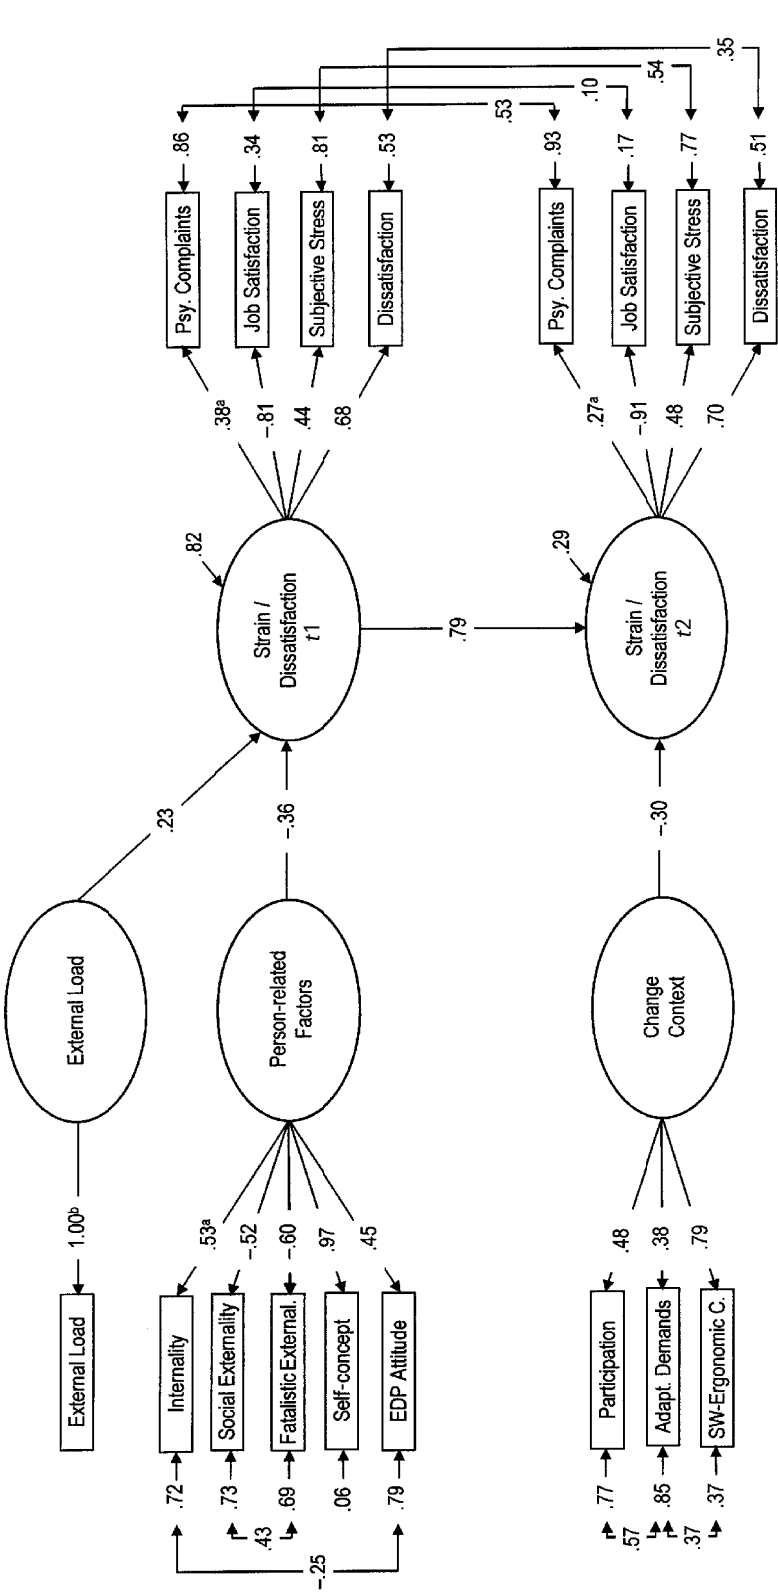 External Load
1.00ᵇ
External Load
.23
.72
Internality
.53ᵃ
.73
Social Externality
–.52
.43
.69
Fatalistic External.
–.60
.06
Self-concept
.97
.79
EDP Attitude
.45
–.25
Person-related
Factors
–.36
.82
Strain /
Dissatisfaction
t1
.38ᵃ
Psy. Complaints
.86
–.81
Job Satisfaction
.34
.44
Subjective Stress
.81
.68
Dissatisfaction
.53
.79
.53
.10
.54
.35
.77
Participation
.48
.57
.85
Adapt. Demands
.38
.37
.37
SW-Ergonomic C.
.79
Change
Context
–.30
.29
Strain /
Dissatisfaction
t2
.27ᵃ
Psy. Complaints
.93
–.91
Job Satisfaction
.17
.48
Subjective Stress
.77
.70
Dissatisfaction
.51